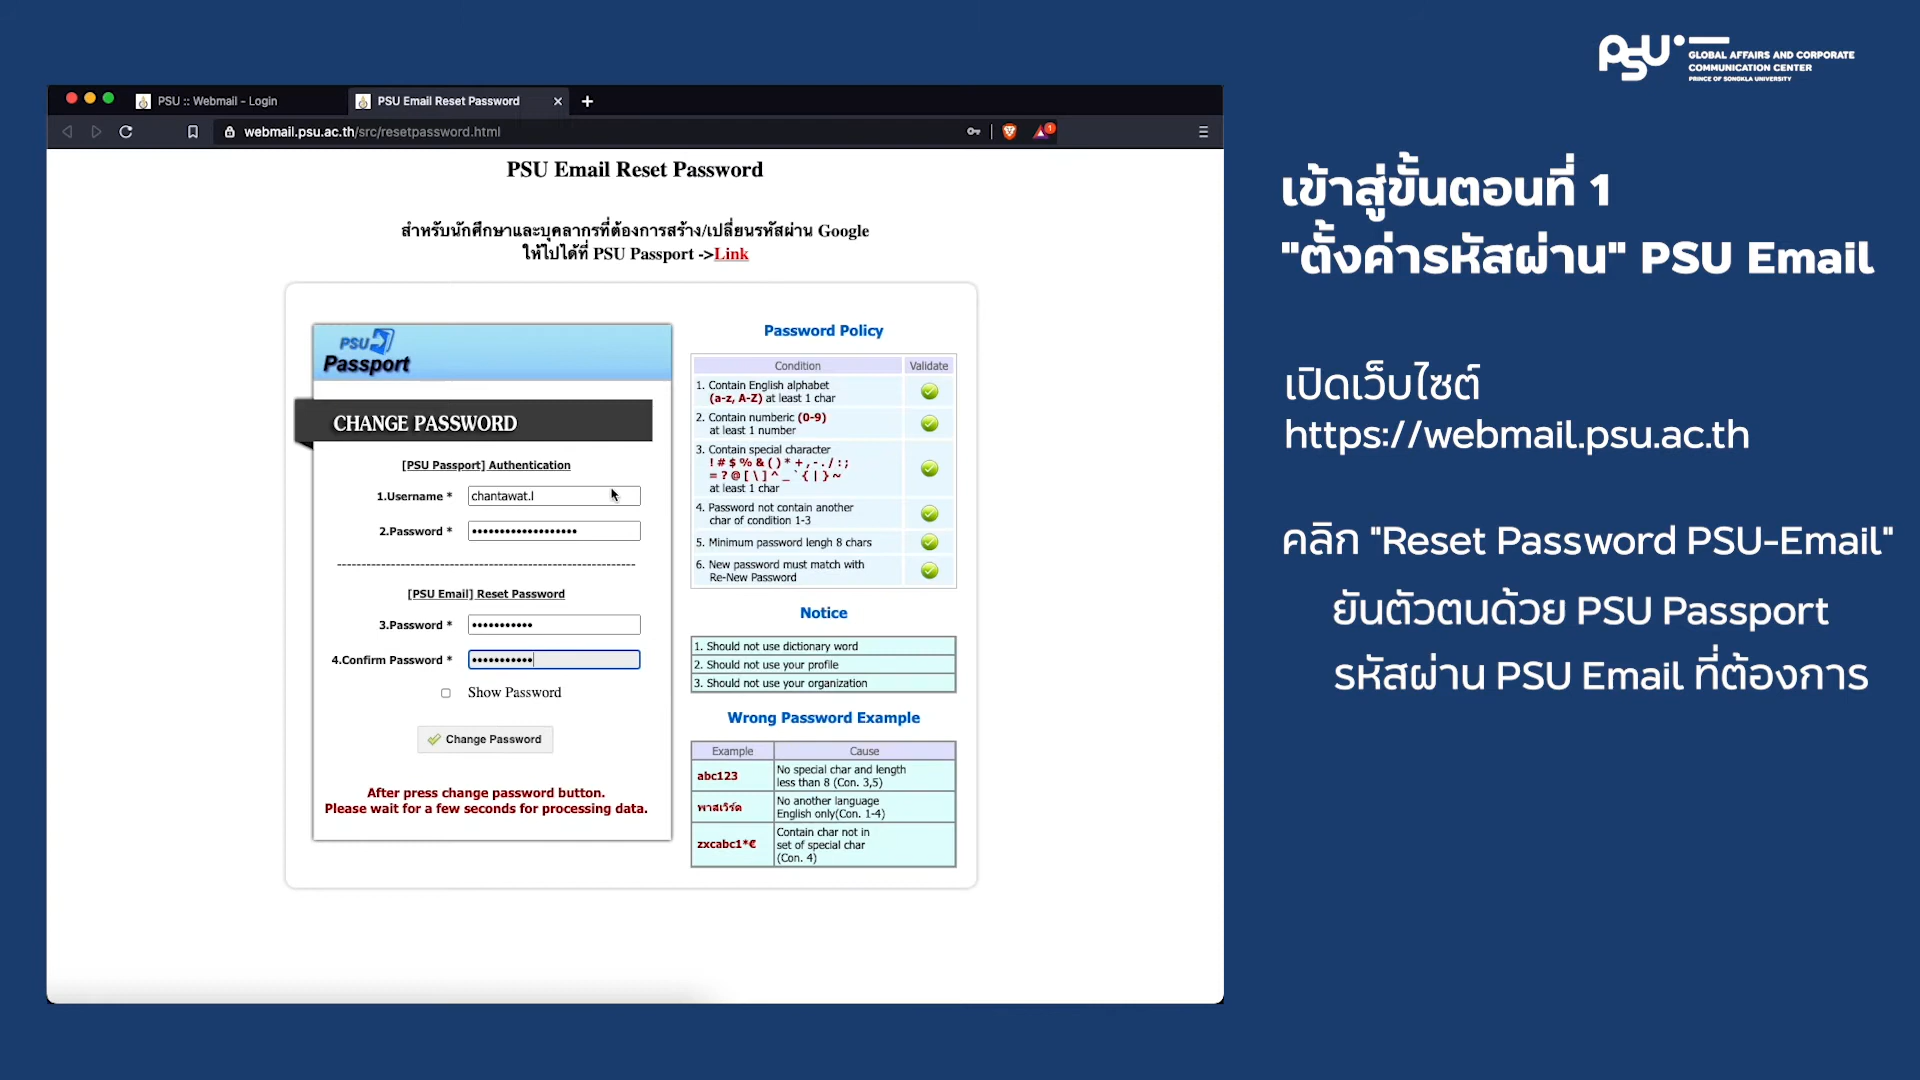 PSU
GLOBAL AFFAIRS AND CORPORATE
COMMUNICATION CENTER
PRINCE OF SONGKLA UNIVERSITY
PSU :: Webmail - Login
PSU Email Reset Password
webmail.psu.ac.th/src/resetpassword.html
1
PSU Email Reset Password
สำหรับนักศึกษาและบุคลากรที่ต้องการสร้าง/เปลี่ยนรหัสผ่าน Google
ให้ไปได้ที่ PSU Passport ->Link
PSU
Passport
CHANGE PASSWORD
[PSU Passport] Authentication
1.Username * chantawat.l
2.Password * •••••••••••••••••••
------------------------------------------------------------
[PSU Email] Reset Password
3.Password * •••••••••••
4.Confirm Password * •••••••••••
Show Password
Change Password
After press change password button.
Please wait for a few seconds for processing data.
Password Policy
Condition Validate
1. Contain English alphabet
(a-z, A-Z) at least 1 char
2. Contain numberic (0-9)
at least 1 number
3. Contain special character
! # $ % & ( ) * + , - . / : ;
= ? @ [ \ ] ^ _ ` { | } ~
at least 1 char
4. Password not contain another
char of condition 1-3
5. Minimum password lengh 8 chars
6. New password must match with
Re-New Password
Notice
1. Should not use dictionary word
2. Should not use your profile
3. Should not use your organization
Wrong Password Example
Example Cause
abc123 No special char and length
less than 8 (Con. 3,5)
พาสเวิร์ด No another language
English only(Con. 1-4)
zxcabc1*€ Contain char not in
set of special char
(Con. 4)
เข้าสู่ขั้นตอนที่ 1
"ตั้งค่ารหัสผ่าน" PSU Email
เปิดเว็บไซต์
https://webmail.psu.ac.th
คลิก "Reset Password PSU-Email"
ยันตัวตนด้วย PSU Passport
รหัสผ่าน PSU Email ที่ต้องการ